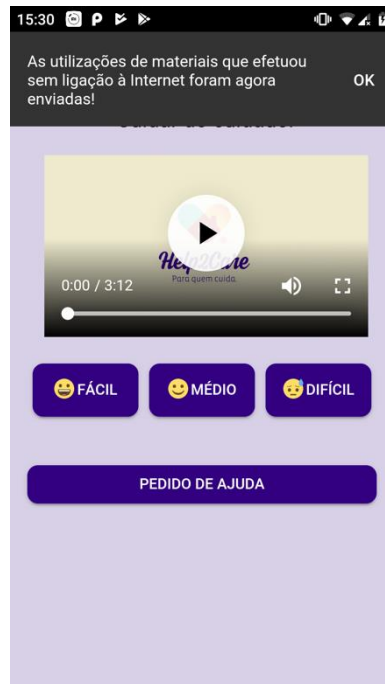 15:30
As utilizações de materiais que efetuou
sem ligação à Internet foram agora
enviadas!
OK
Help2Care
Para quem cuida.
0:00 / 3:12
FÁCIL
MÉDIO
DIFÍCIL
PEDIDO DE AJUDA